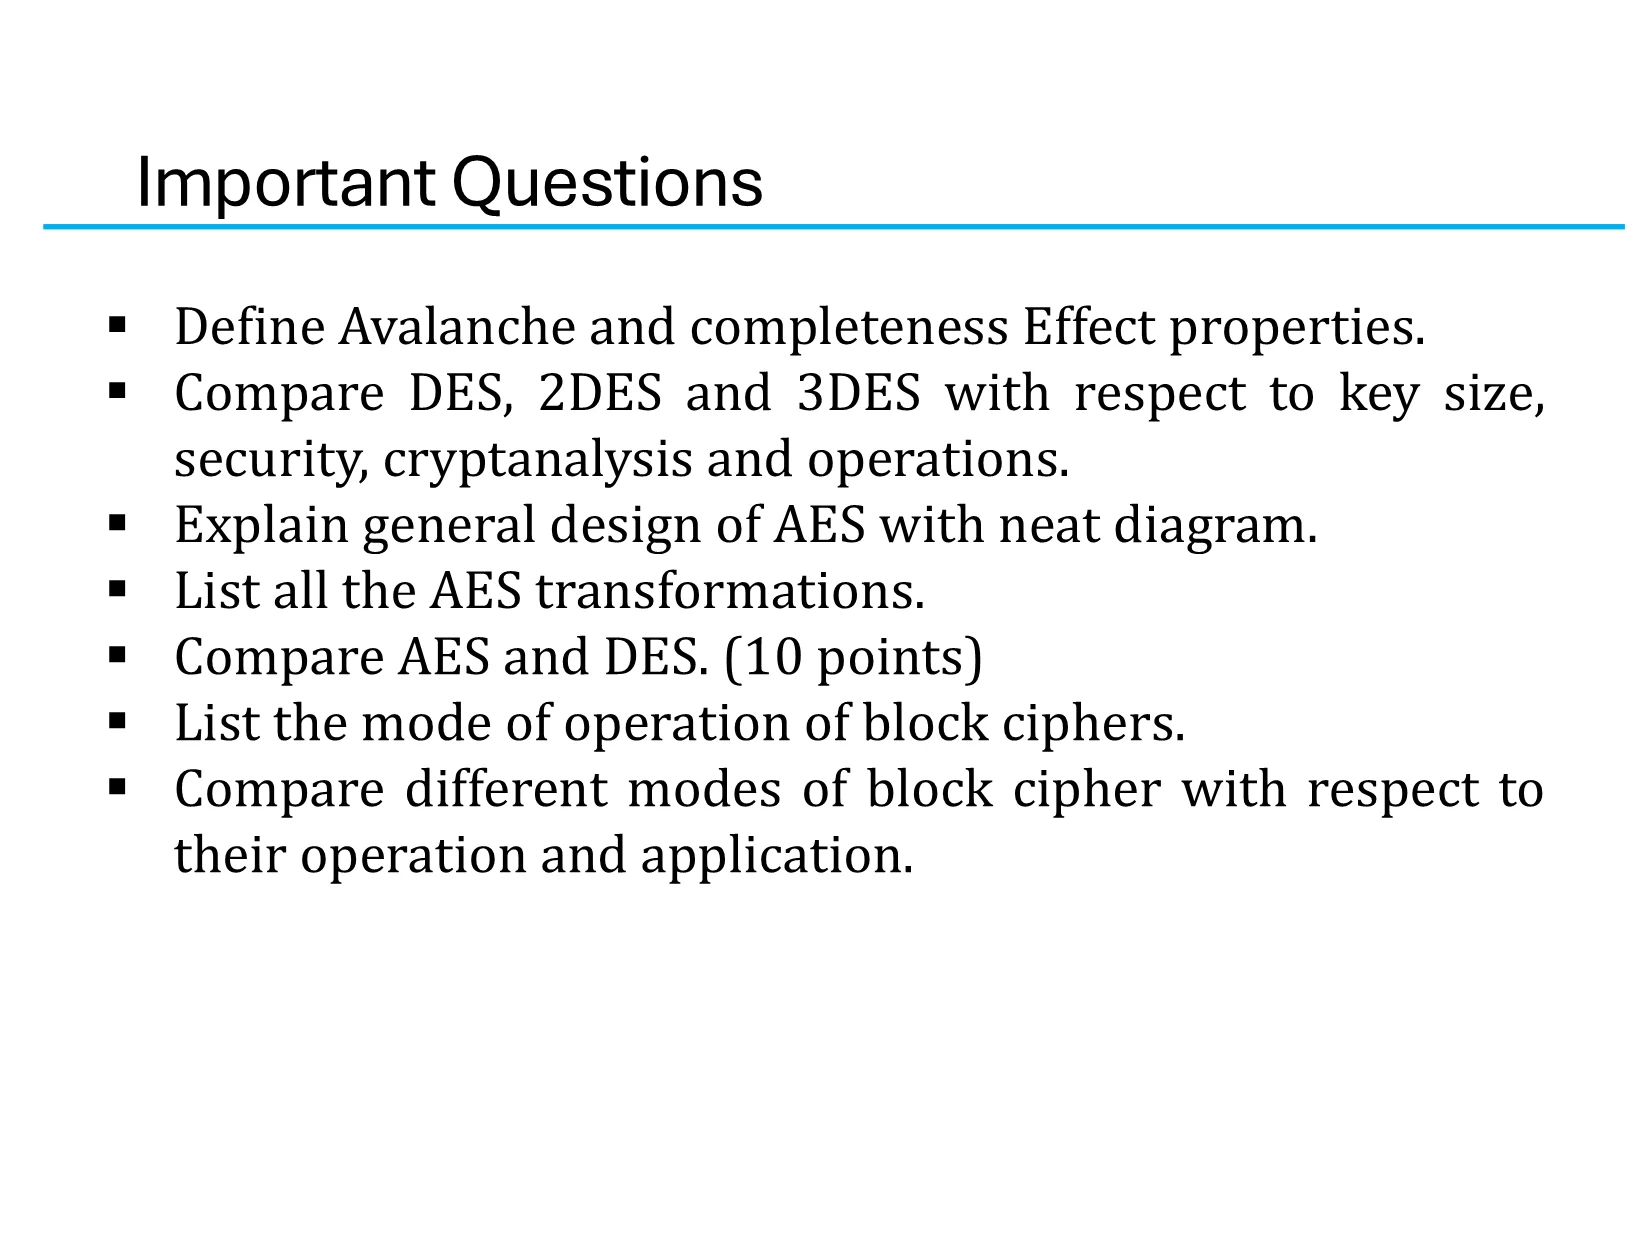 Important Questions
▪ Define Avalanche and completeness Effect properties.
▪ Compare DES, 2DES and 3DES with respect to key size,
security, cryptanalysis and operations.
▪ Explain general design of AES with neat diagram.
▪ List all the AES transformations.
▪ Compare AES and DES. (10 points)
▪ List the mode of operation of block ciphers.
▪ Compare different modes of block cipher with respect to
their operation and application.